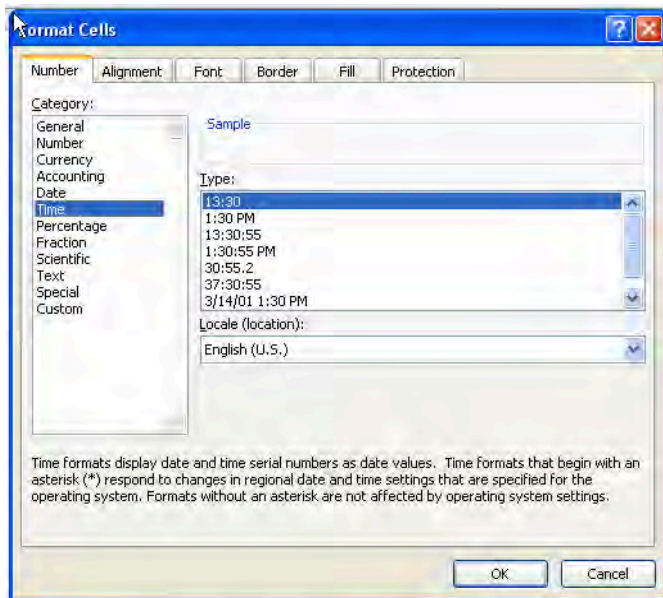 Format Cells
Number Alignment Font Border Fill Protection
Category:
General
Number
Currency
Accounting
Date
Time
Percentage
Fraction
Scientific
Text
Special
Custom
Sample
Type:
13:30
1:30 PM
13:30:55
1:30:55 PM
30:55.2
37:30:55
3/14/01 1:30 PM
Locale (location):
English (U.S.)
Time formats display date and time serial numbers as date values.  Time formats that begin with an
asterisk (*) respond to changes in regional date and time settings that are specified for the
operating system. Formats without an asterisk are not affected by operating system settings.
OK Cancel